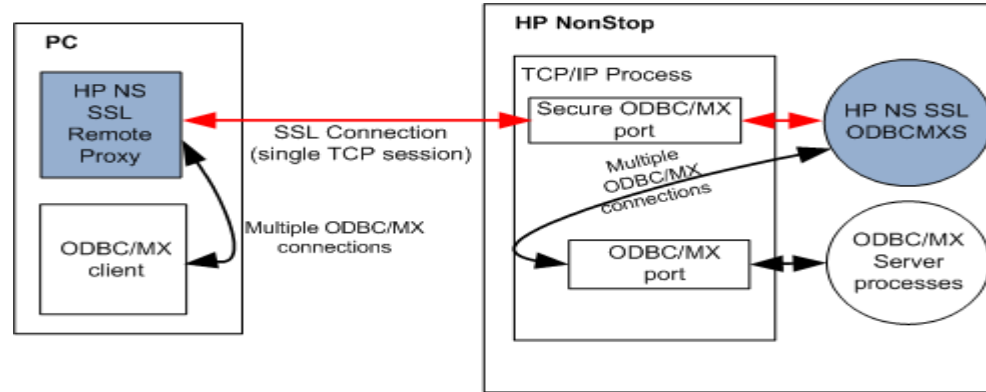 PC
HP NS
SSL
Remote
Proxy
ODBC/MX
client
SSL Connection
(single TCP session)
Multiple ODBC/MX
connections
HP NonStop
TCP/IP Process
Secure ODBC/MX
port
Multiple
ODBC/MX
connections
ODBC/MX
port
HP NS SSL
ODBCMXS
ODBC/MX
Server
processes